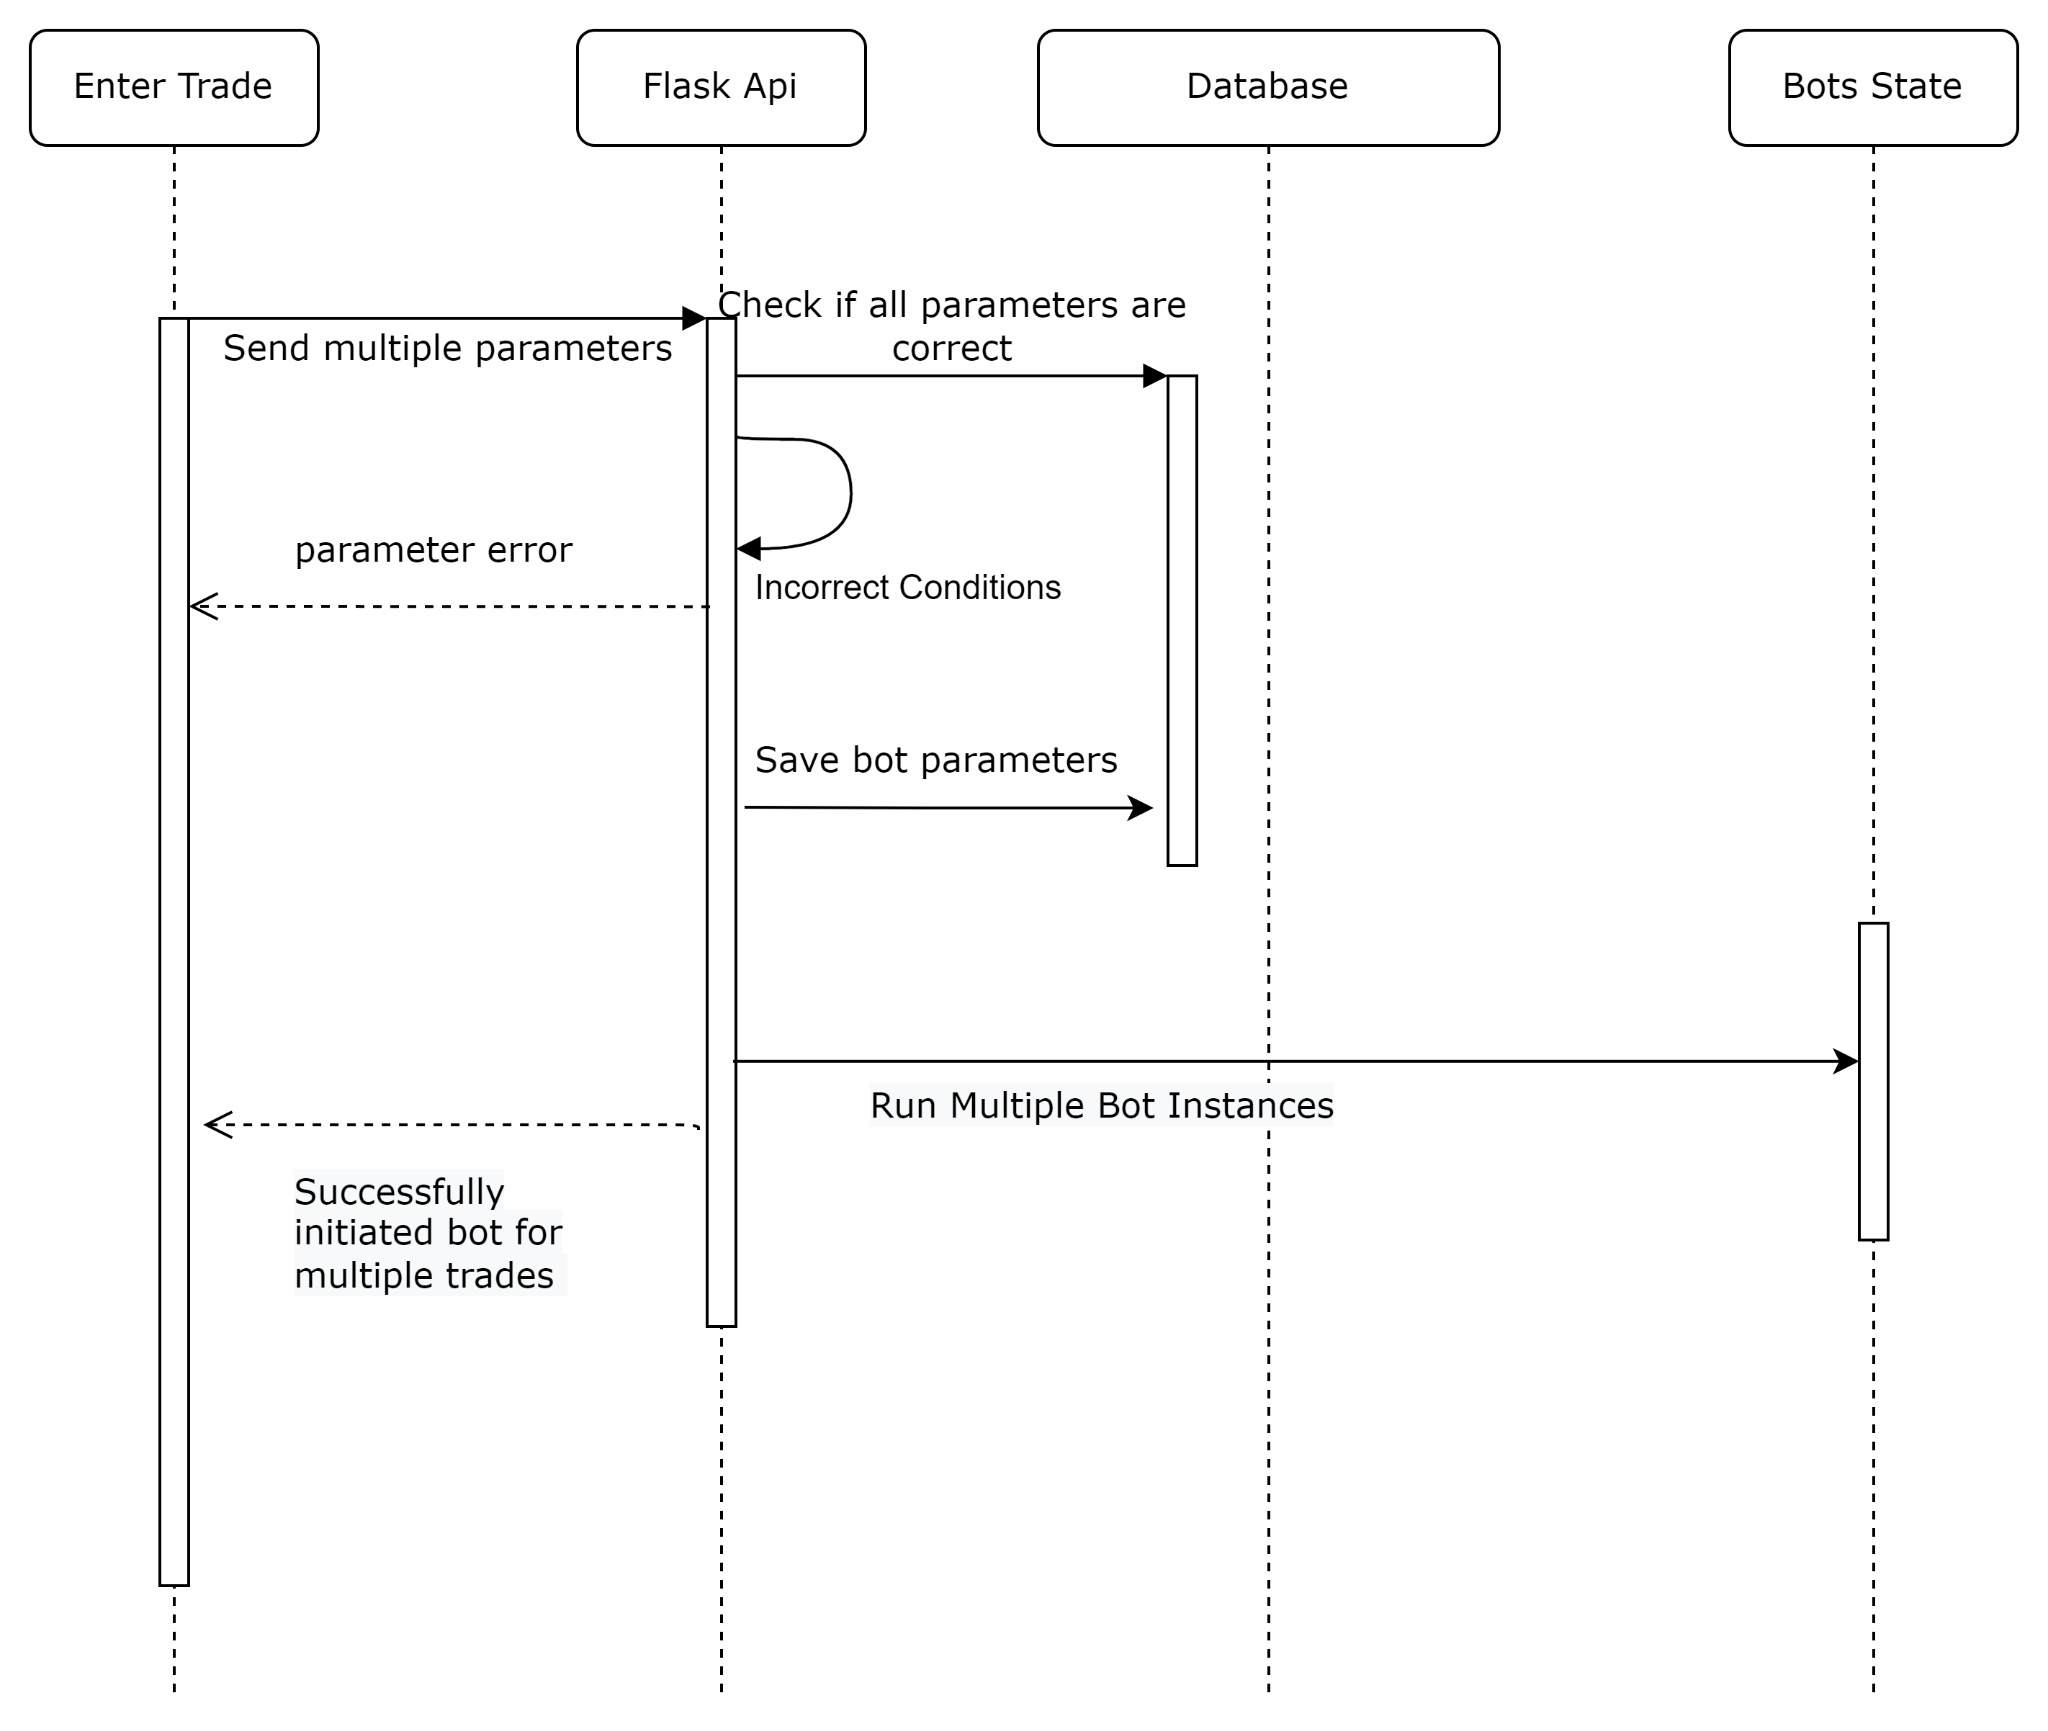 Enter Trade
Flask Api
Database
Bots State
Check if all parameters are
correct
Send multiple parameters
parameter error
Incorrect Conditions
Save bot parameters
Run Multiple Bot Instances
Successfully
initiated bot for
multiple trades